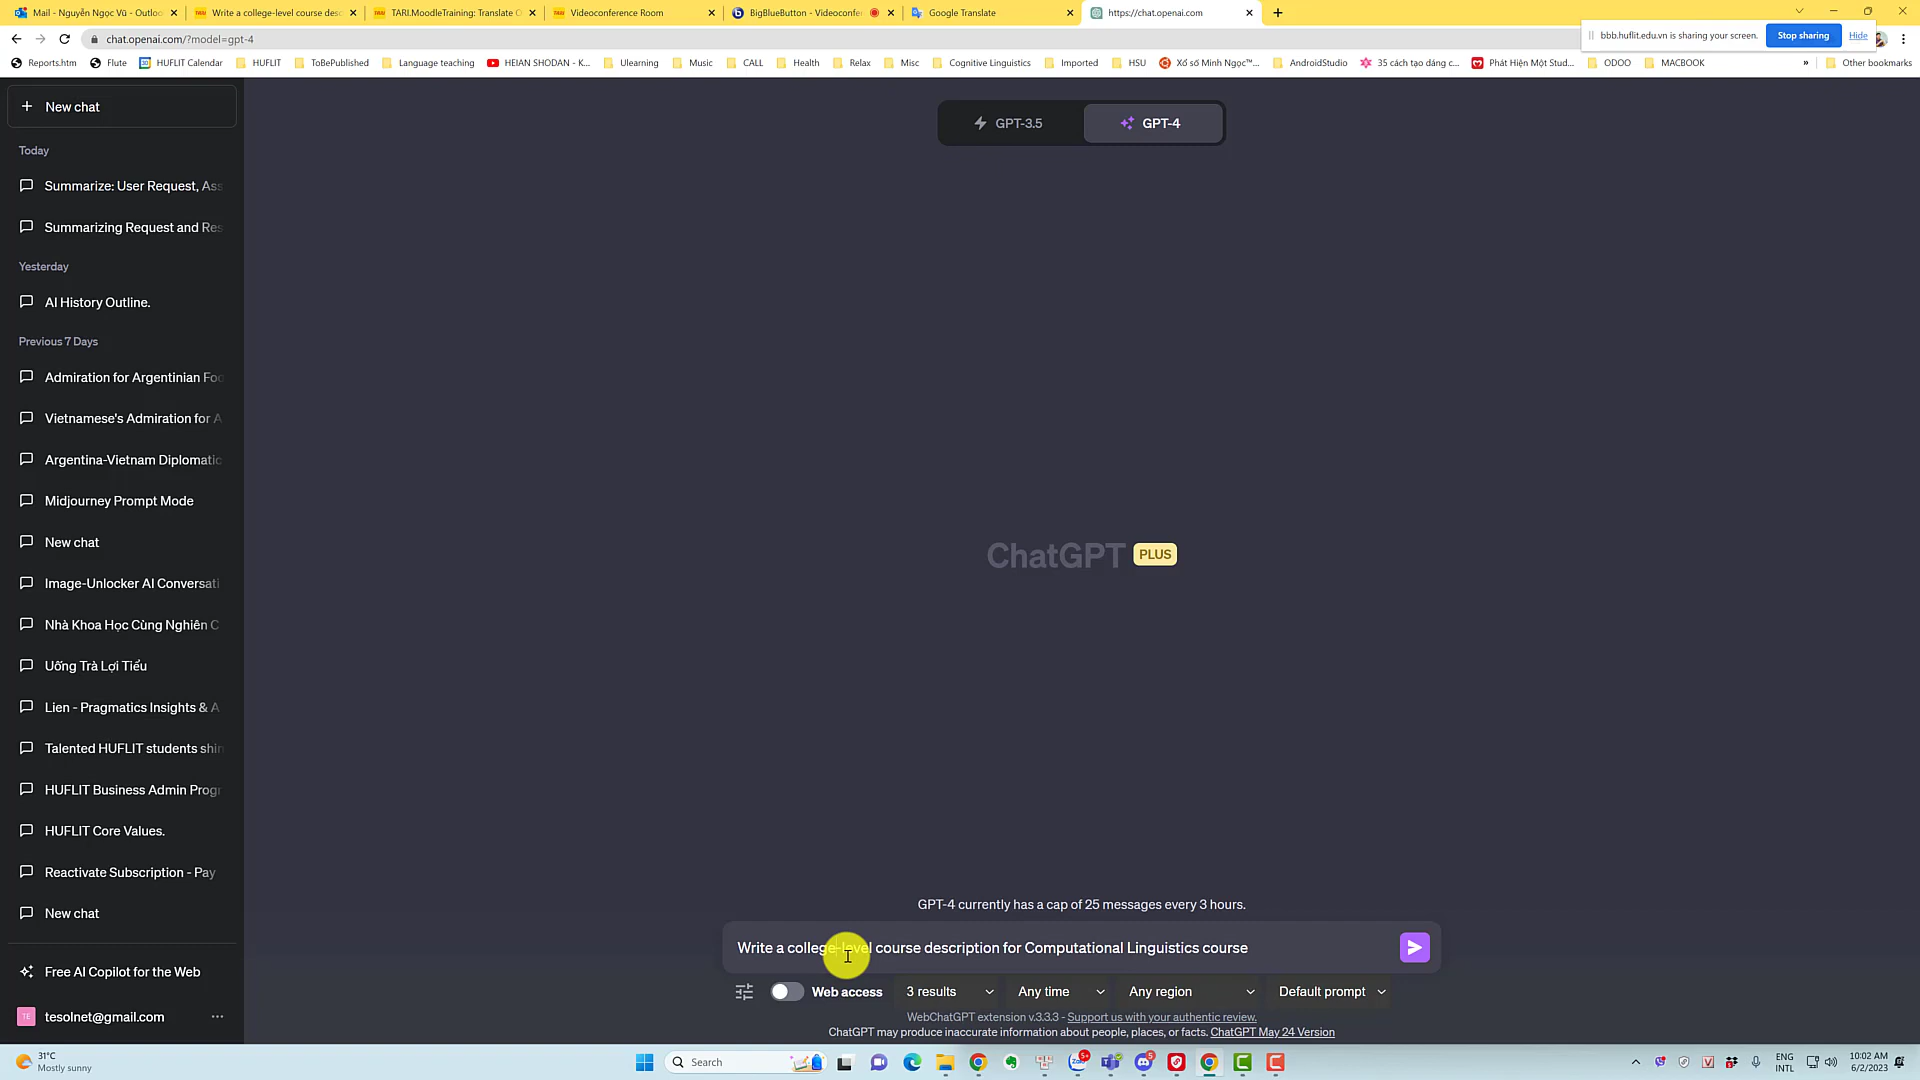 Mail - Nguyễn Ngọc Vũ - Outloo
Write a college-level course desc
TARI.MoodleTraining: Translate C
Videoconference Room
BigBlueButton - Videoconfer
Google Translate
https://chat.openai.com
chat.openai.com/?model=gpt-4
bbb.huflit.edu.vn is sharing your screen.
Stop sharing
Hide
Reports.htm
Flute
HUFLIT Calendar
HUFLIT
ToBePublished
Language teaching
HEIAN SHODAN - K...
Ulearning
Music
CALL
Health
Relax
Misc
Cognitive Linguistics
Imported
HSU
Xổ số Minh Ngọc™...
AndroidStudio
35 cách tạo dáng c...
Phát Hiện Một Stud...
ODOO
MACBOOK
»
Other bookmarks
New chat
GPT-3.5
GPT-4
Today
Summarize: User Request, Ass
Summarizing Request and Res
Yesterday
AI History Outline.
Previous 7 Days
Admiration for Argentinian Foo
Vietnamese's Admiration for A
Argentina-Vietnam Diplomatic
Midjourney Prompt Mode
New chat
Image-Unlocker AI Conversati
Nhà Khoa Học Cùng Nghiên C
Uống Trà Lợi Tiểu
Lien - Pragmatics Insights & A
Talented HUFLIT students shin
HUFLIT Business Admin Progr
HUFLIT Core Values.
Reactivate Subscription - Pay
New chat
ChatGPT PLUS
GPT-4 currently has a cap of 25 messages every 3 hours.
Write a college-level course description for Computational Linguistics course
Web access
3 results
Any time
Any region
Default prompt
WebChatGPT extension v.3.3.3 - Support us with your authentic review.
ChatGPT may produce inaccurate information about people, places, or facts. ChatGPT May 24 Version
Free AI Copilot for the Web
TE
tesolnet@gmail.com
31°C
Mostly sunny
Search
5+
5
ENG
INTL
10:02 AM
6/2/2023